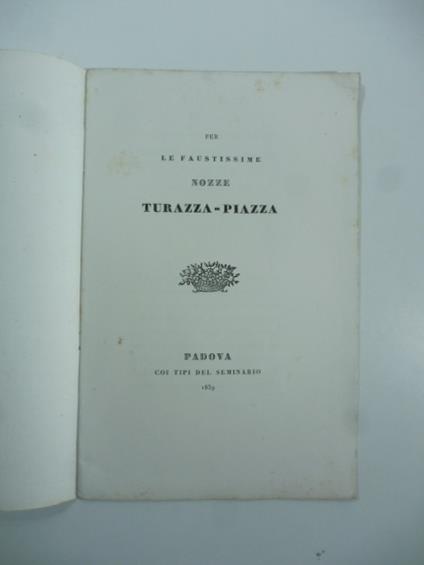 PER
LE FAUSTISSIME
NOZZE
TURAZZA-PIAZZA
PADOVA
COI TIPI DEL SEMINARIO
1839